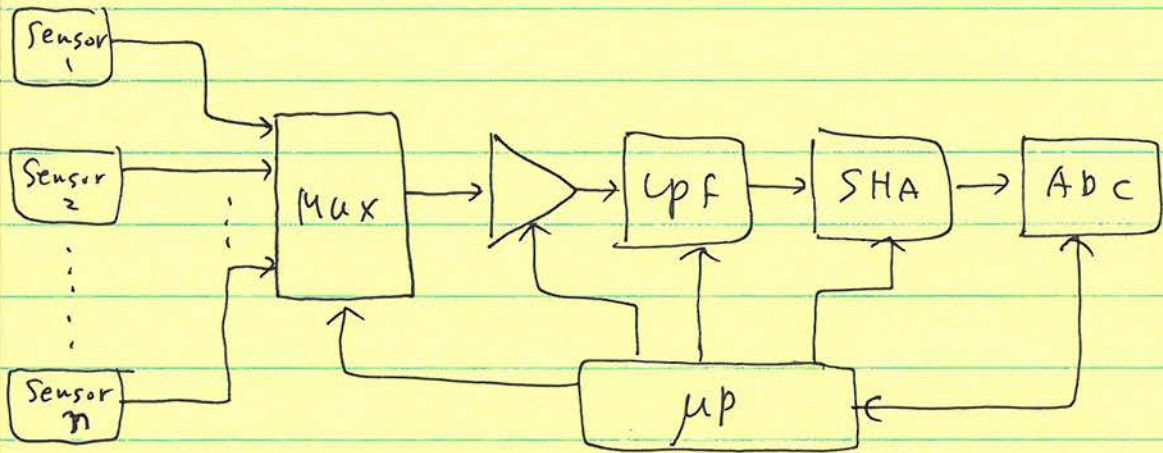 Sensor
1
Sensor
2
Mux
LPF
SHA
ADC
Sensor
n
μP